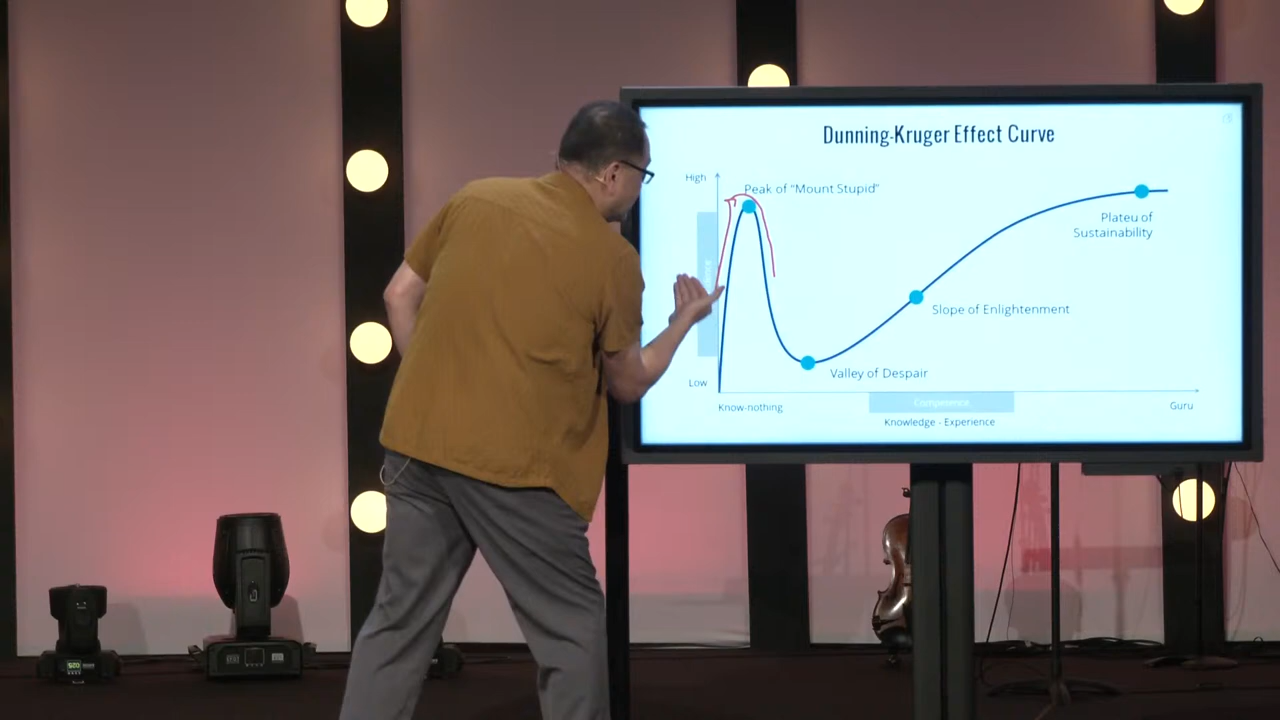 Dunning-Kruger Effect Curve
High
Peak of “Mount Stupid”
Plateu of
Sustainability
Slope of Enlightenment
Low
Valley of Despair
Know-nothing
Competence
Guru
Knowledge - Experience